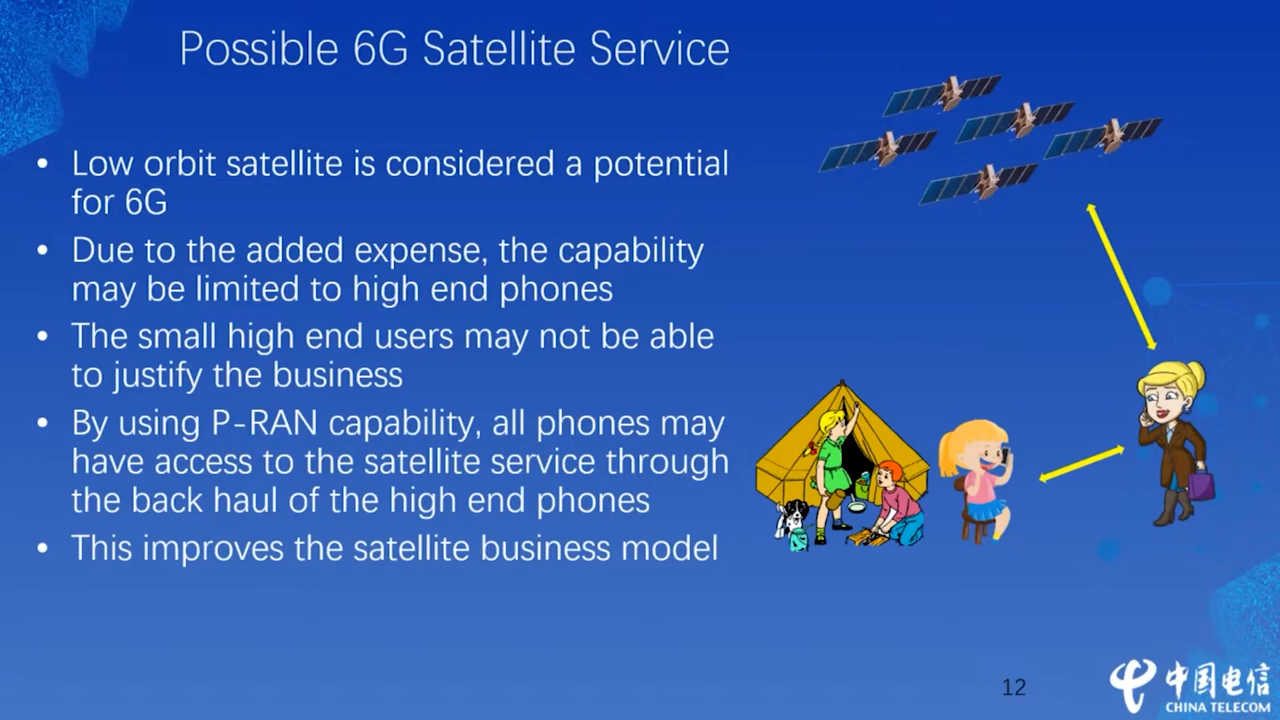 Possible 6G Satellite Service
• Low orbit satellite is considered a potential
for 6G
• Due to the added expense, the capability
may be limited to high end phones
• The small high end users may not be able
to justify the business
• By using P-RAN capability, all phones may
have access to the satellite service through
the back haul of the high end phones
• This improves the satellite business model
12
中国电信
CHINA TELECOM